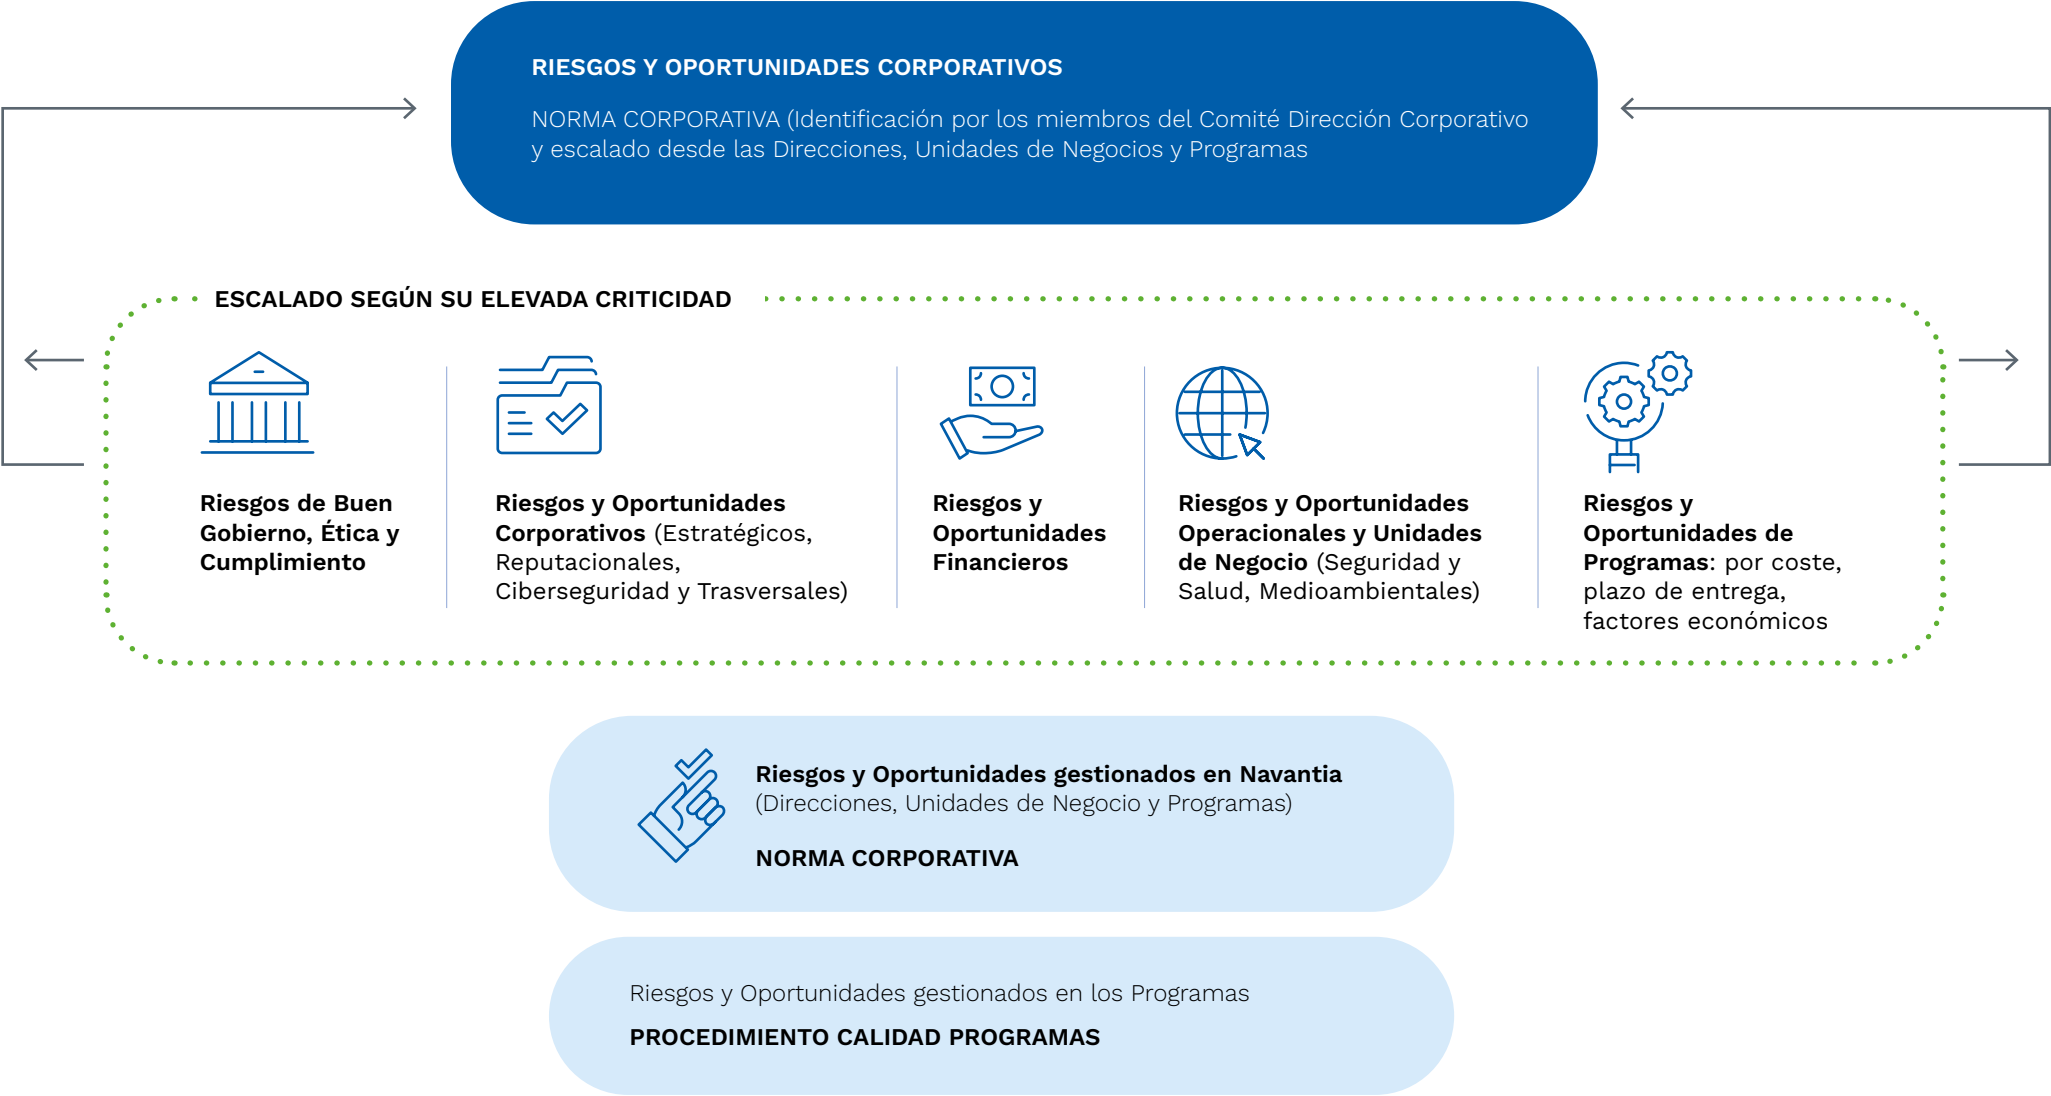 RIESGOS Y OPORTUNIDADES CORPORATIVOS
NORMA CORPORATIVA (Identificación por los miembros del Comité Dirección Corporativo
y escalado desde las Direcciones, Unidades de Negocios y Programas
ESCALADO SEGÚN SU ELEVADA CRITICIDAD
Riesgos de Buen
Gobierno, Ética y
Cumplimiento
Riesgos y Oportunidades
Corporativos (Estratégicos,
Reputacionales,
Ciberseguridad y Trasversales)
Riesgos y
Oportunidades
Financieros
Riesgos y Oportunidades
Operacionales y Unidades
de Negocio (Seguridad y
Salud, Medioambientales)
Riesgos y
Oportunidades de
Programas: por coste,
plazo de entrega,
factores económicos
Riesgos y Oportunidades gestionados en Navantia
(Direcciones, Unidades de Negocio y Programas)
NORMA CORPORATIVA
Riesgos y Oportunidades gestionados en los Programas
PROCEDIMIENTO CALIDAD PROGRAMAS